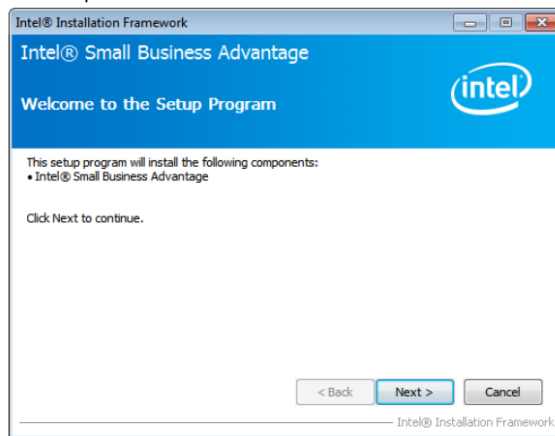 Intel® Installation Framework
Intel® Small Business Advantage
intel®
Welcome to the Setup Program
This setup program will install the following components:
• Intel® Small Business Advantage
Click Next to continue.
< Back Next > Cancel
Intel® Installation Framework